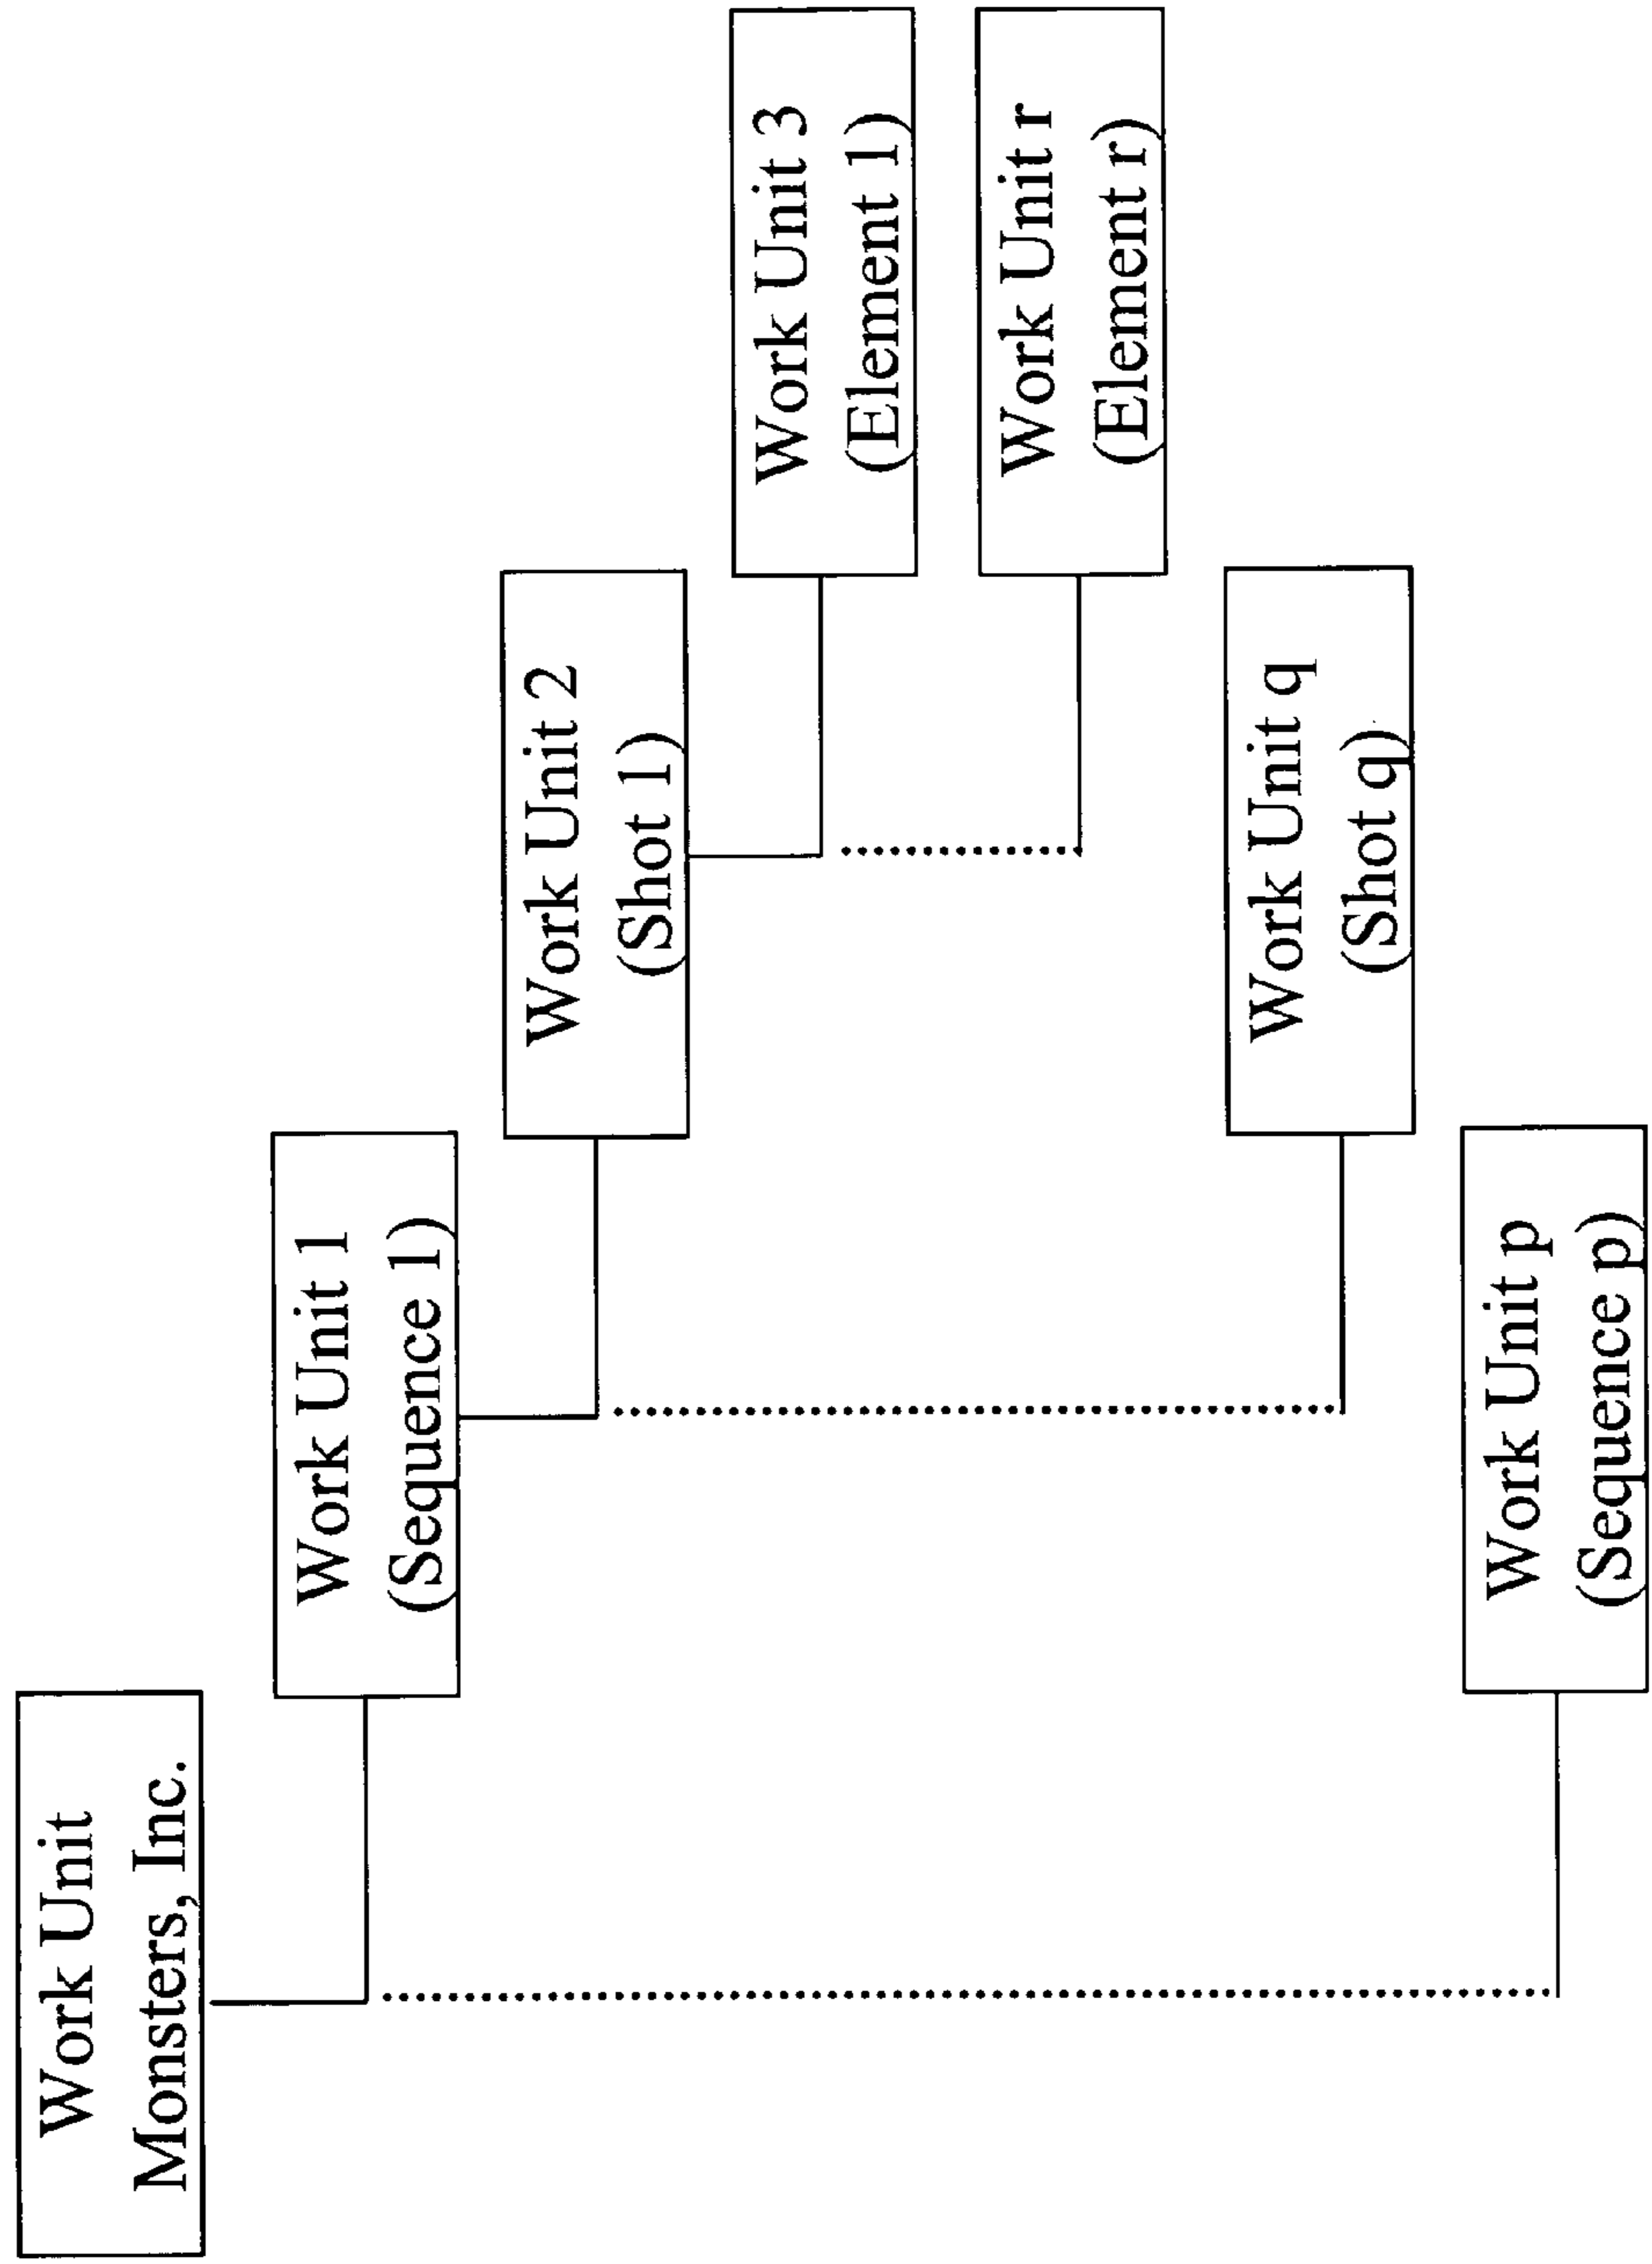 Work Unit
Monsters, Inc.
Work Unit 1
(Sequence 1)
Work Unit 2
(Shot 1)
Work Unit 3
(Element 1)
Work Unit r
(Element r)
Work Unit q
(Shot q)
Work Unit p
(Sequence p)